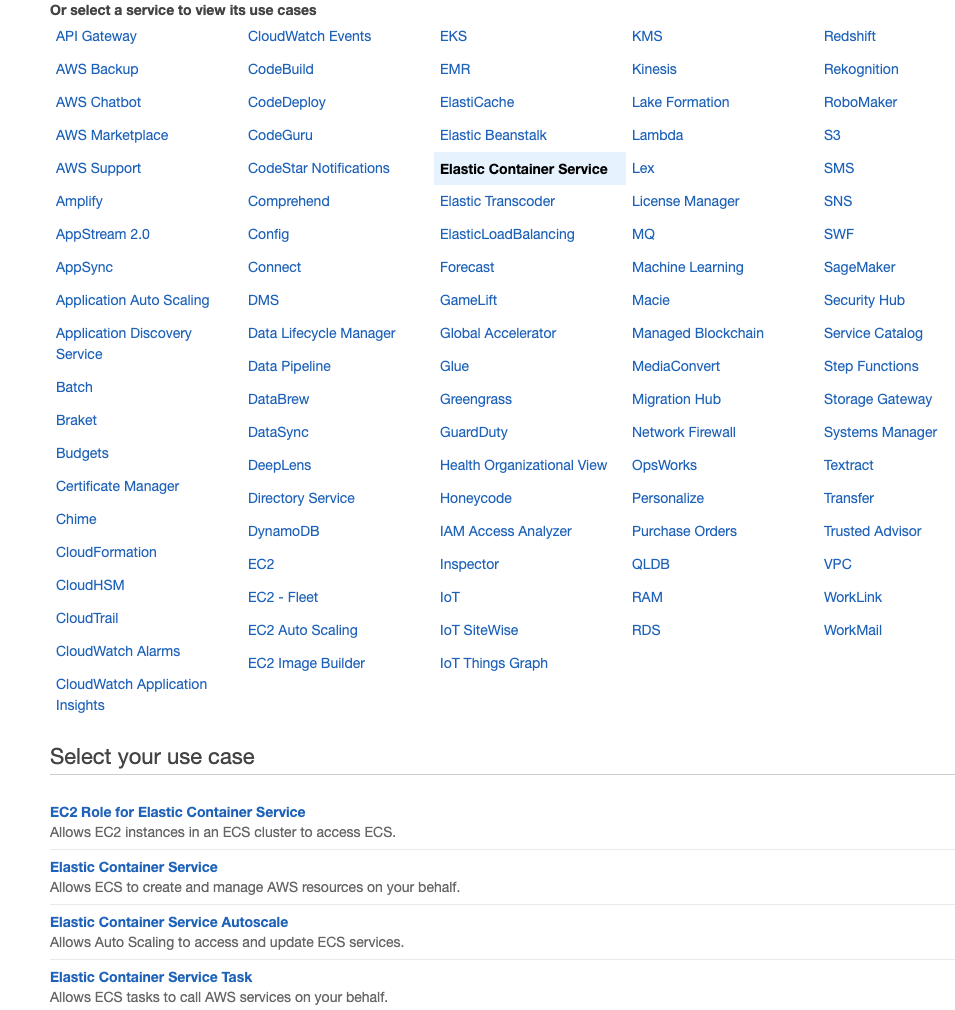 Or select a service to view its use cases
API Gateway
AWS Backup
AWS Chatbot
AWS Marketplace
AWS Support
Amplify
AppStream 2.0
AppSync
Application Auto Scaling
Application Discovery
Service
Batch
Braket
Budgets
Certificate Manager
Chime
CloudFormation
CloudHSM
CloudTrail
CloudWatch Alarms
CloudWatch Application
Insights
CloudWatch Events
CodeBuild
CodeDeploy
CodeGuru
CodeStar Notifications
Comprehend
Config
Connect
DMS
Data Lifecycle Manager
Data Pipeline
DataBrew
DataSync
DeepLens
Directory Service
DynamoDB
EC2
EC2 - Fleet
EC2 Auto Scaling
EC2 Image Builder
EKS
EMR
ElastiCache
Elastic Beanstalk
Elastic Container Service
Elastic Transcoder
ElasticLoadBalancing
Forecast
GameLift
Global Accelerator
Glue
Greengrass
GuardDuty
Health Organizational View
Honeycode
IAM Access Analyzer
Inspector
IoT
IoT SiteWise
IoT Things Graph
KMS
Kinesis
Lake Formation
Lambda
Lex
License Manager
MQ
Machine Learning
Macie
Managed Blockchain
MediaConvert
Migration Hub
Network Firewall
OpsWorks
Personalize
Purchase Orders
QLDB
RAM
RDS
Redshift
Rekognition
RoboMaker
S3
SMS
SNS
SWF
SageMaker
Security Hub
Service Catalog
Step Functions
Storage Gateway
Systems Manager
Textract
Transfer
Trusted Advisor
VPC
WorkLink
WorkMail
Select your use case
EC2 Role for Elastic Container Service
Allows EC2 instances in an ECS cluster to access ECS.
Elastic Container Service
Allows ECS to create and manage AWS resources on your behalf.
Elastic Container Service Autoscale
Allows Auto Scaling to access and update ECS services.
Elastic Container Service Task
Allows ECS tasks to call AWS services on your behalf.